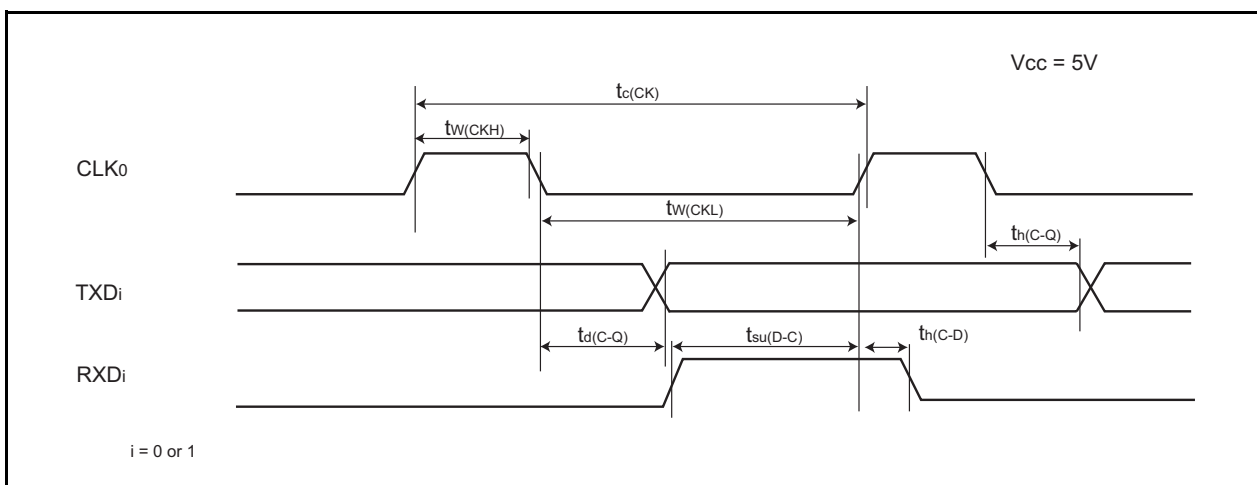 Vcc = 5V
tc(CK)
tW(CKH)
CLK0
tW(CKL)
th(C-Q)
TXDi
td(C-Q)
tsu(D-C)
th(C-D)
RXDi
i = 0 or 1